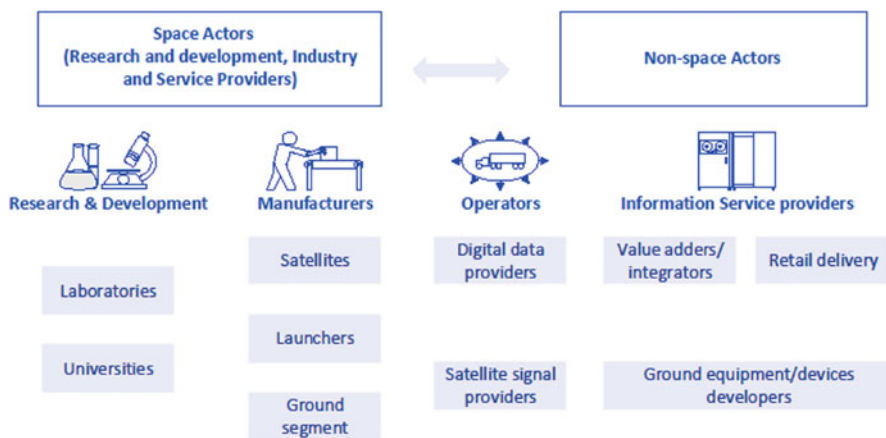 Space Actors
(Research and development, Industry
and Service Providers)
Non-space Actors
Research & Development
Manufacturers
Operators
Information Service providers
Satellites
Digital data
providers
Value adders/
integrators
Retail delivery
Laboratories
Launchers
Universities
Satellite signal
providers
Ground equipment/devices
developers
Ground
segment